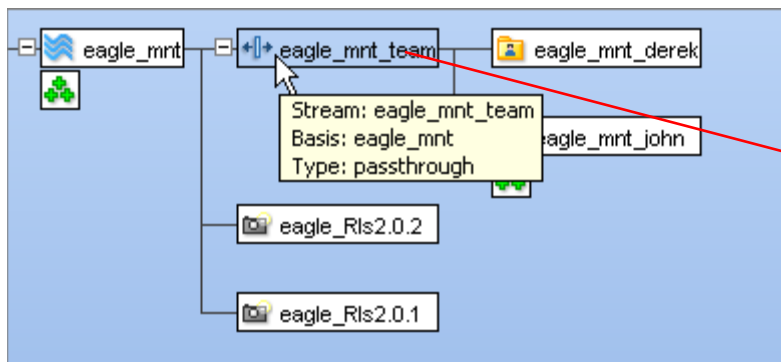 eagle_mnt
eagle_mnt_team
eagle_mnt_derek
Stream: eagle_mnt_team
Basis: eagle_mnt
Type: passthrough
eagle_mnt_john
eagle_Rls2.0.2
eagle_Rls2.0.1